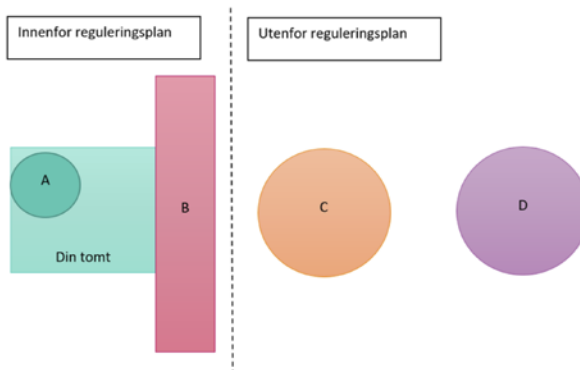 Innenfor reguleringsplan
Utenfor reguleringsplan
A
B
C
D
Din tomt